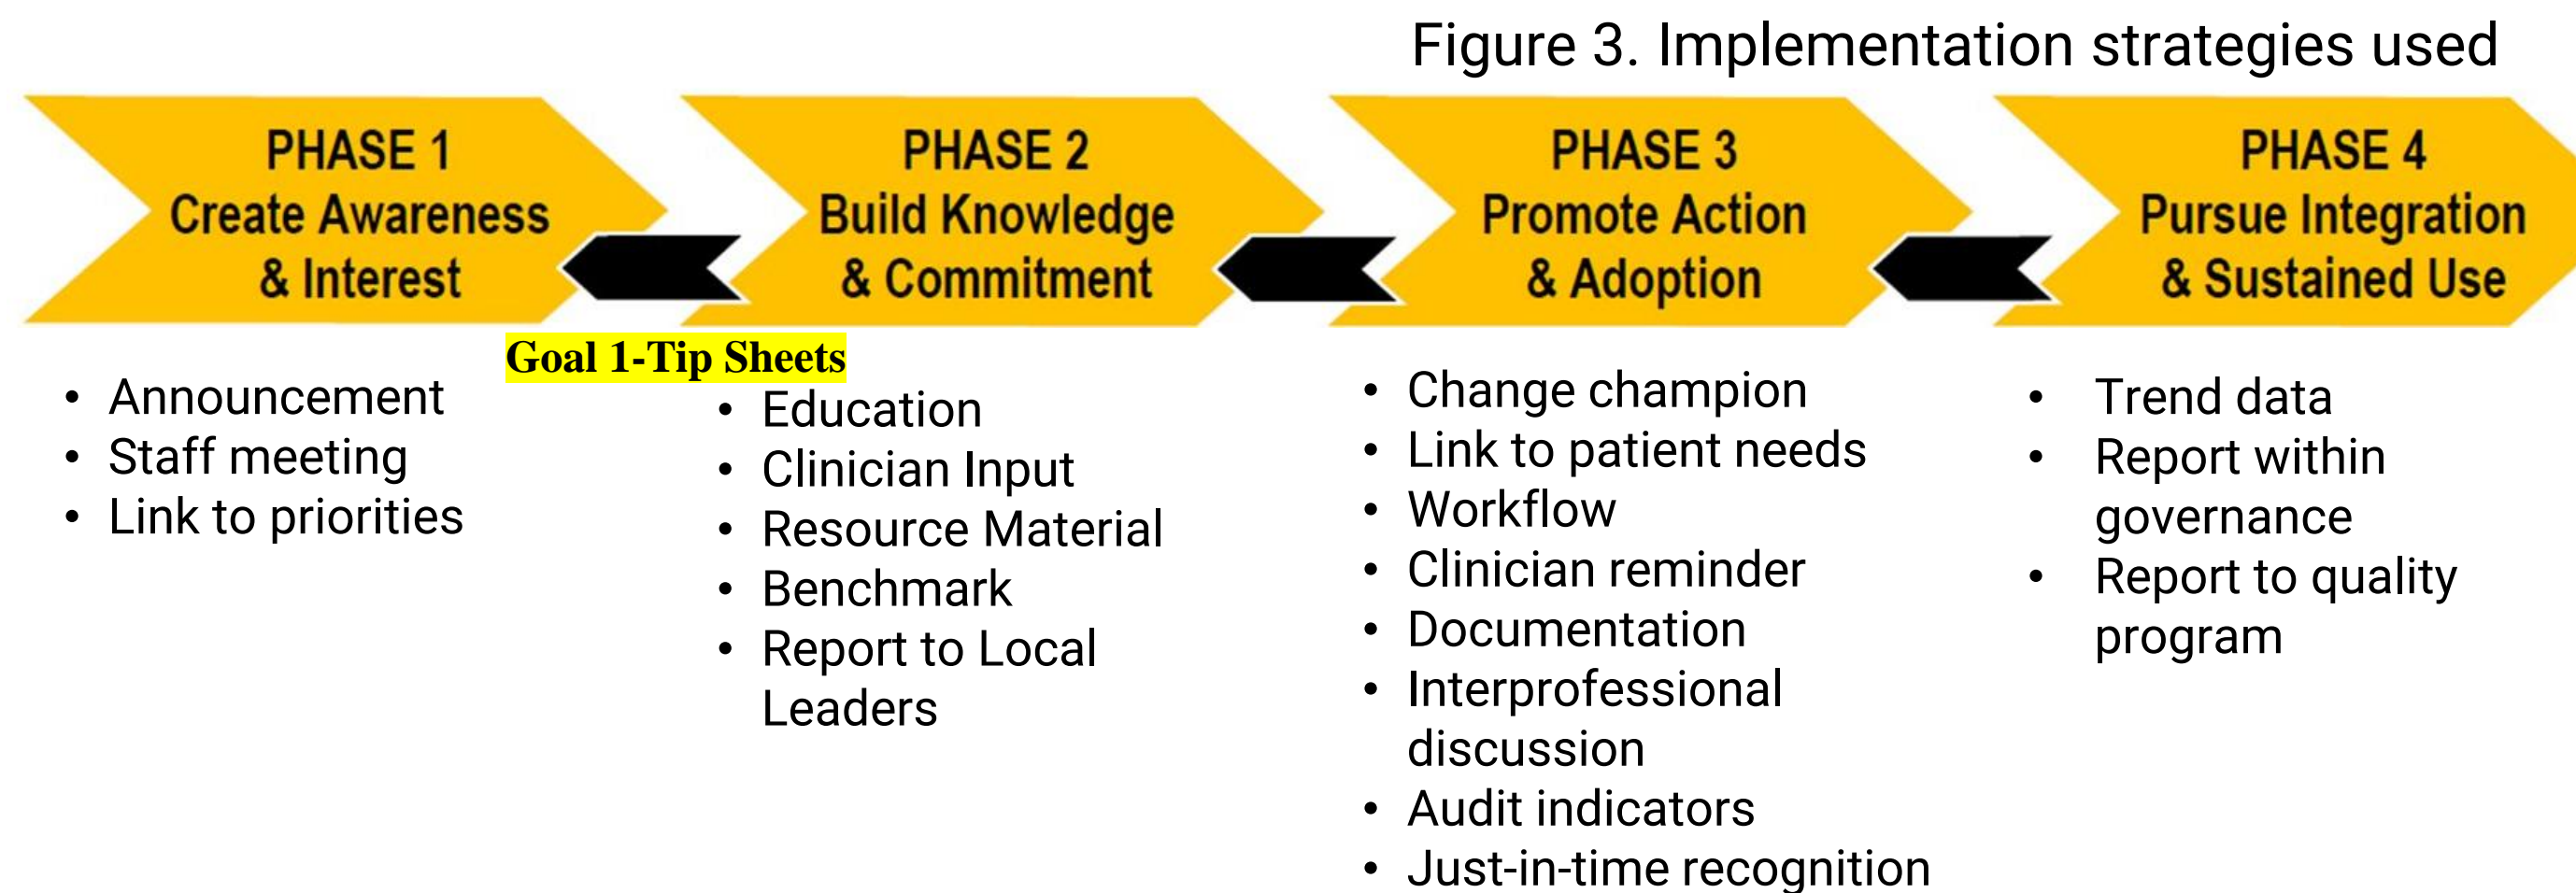 Figure 3. Implementation strategies used
PHASE 1
Create Awareness
& Interest
PHASE 2
Build Knowledge
& Commitment
PHASE 3
Promote Action
& Adoption
PHASE 4
Pursue Integration
& Sustained Use
Goal 1-Tip Sheets
• Announcement
• Staff meeting
• Link to priorities
• Education
• Clinician Input
• Resource Material
• Benchmark
• Report to Local
Leaders
• Change champion
• Link to patient needs
• Workflow
• Clinician reminder
• Documentation
• Interprofessional
discussion
• Audit indicators
• Just-in-time recognition
• Trend data
• Report within
governance
• Report to quality
program